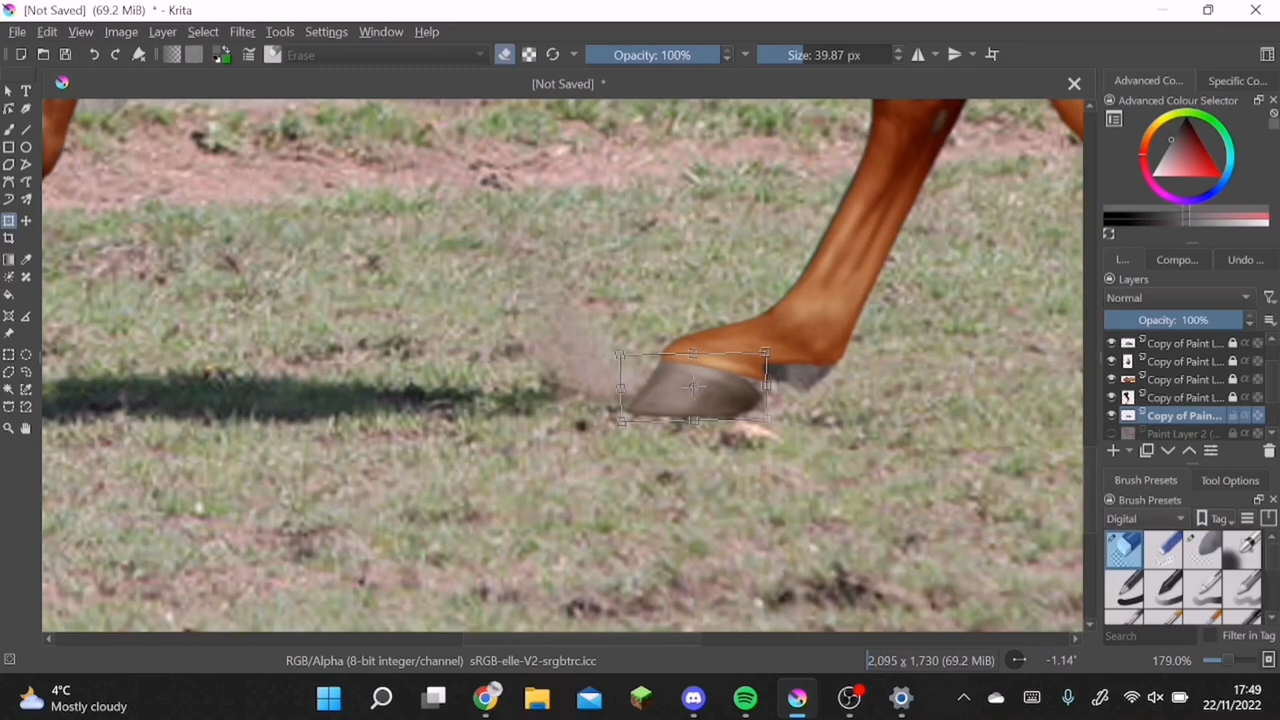 [Not Saved] (69.2 MiB) * - Krita
File Edit View Image Layer Select Filter Tools Settings Window Help
Erase Opacity: 100% Size: 39.87 px
[Not Saved] *
Advanced Co... Specific Co...
Advanced Colour Selector
L... Compo... Undo ...
Layers
Normal
Opacity: 100%
Copy of Paint L...
Copy of Paint L...
Copy of Paint L...
Copy of Paint L...
Copy of Pain...
Paint Layer 2 (...
Brush Presets Tool Options
Brush Presets
Digital Tag
Search Filter in Tag
RGB/Alpha (8-bit integer/channel) sRGB-elle-V2-srgbtrc.icc 2,095 x 1,730 (69.2 MiB) -1.14° 179.0%
4°C
Mostly cloudy
17:49
22/11/2022